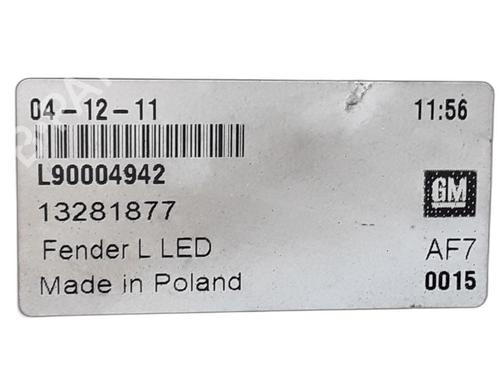 04-12-11 11:56
L90004942
GM
13281877
Fender L LED AF7
Made in Poland 0015